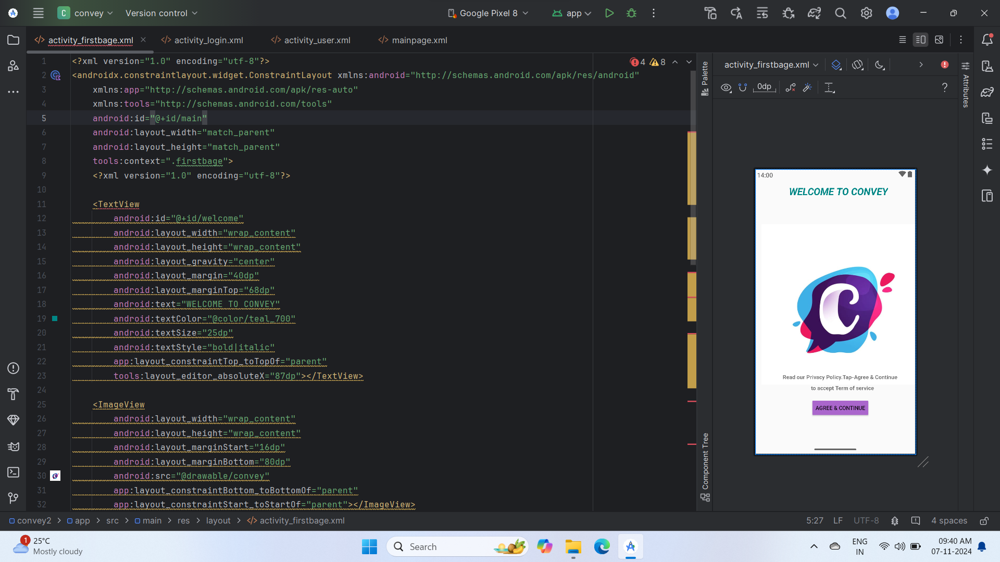 C convey Version control Google Pixel 8 app
activity_firstbage.xml activity_login.xml activity_user.xml mainpage.xml
1 <?xml version="1.0" encoding="utf-8"?>
4 8
2 <androidx.constraintlayout.widget.ConstraintLayout xmlns:android="http://schemas.android.com/apk/res/android"
3 xmlns:app="http://schemas.android.com/apk/res-auto"
4 xmlns:tools="http://schemas.android.com/tools"
5 android:id="@+id/main"
6 android:layout_width="match_parent"
7 android:layout_height="match_parent"
8 tools:context=".firstbage">
9 <?xml version="1.0" encoding="utf-8"?>
10
11 <TextView
12 android:id="@+id/welcome"
13 android:layout_width="wrap_content"
14 android:layout_height="wrap_content"
15 android:layout_gravity="center"
16 android:layout_margin="40dp"
17 android:layout_marginTop="68dp"
18 android:text="WELCOME TO CONVEY"
19 android:textColor="@color/teal_700"
20 android:textSize="25dp"
21 android:textStyle="bold|italic"
22 app:layout_constraintTop_toTopOf="parent"
23 tools:layout_editor_absoluteX="87dp"></TextView>
24
25 <ImageView
26 android:layout_width="wrap_content"
27 android:layout_height="wrap_content"
28 android:layout_marginStart="16dp"
29 android:layout_marginBottom="80dp"
30 android:src="@drawable/convey"
31 app:layout_constraintBottom_toBottomOf="parent"
32 app:layout_constraintStart_toStartOf="parent"></ImageView>
Palette
Component Tree
activity_firstbage.xml
0dp ?
Attributes
14:00
WELCOME TO CONVEY
C
Read our Privacy Policy.Tap-Agree & Continue
to accept Term of service
AGREE & CONTINUE
convey2 > app > src > main > res > layout > activity_firstbage.xml
5:27 LF UTF-8 4 spaces
1
25°C
Mostly cloudy
Search
ENG
IN
09:40 AM
07-11-2024